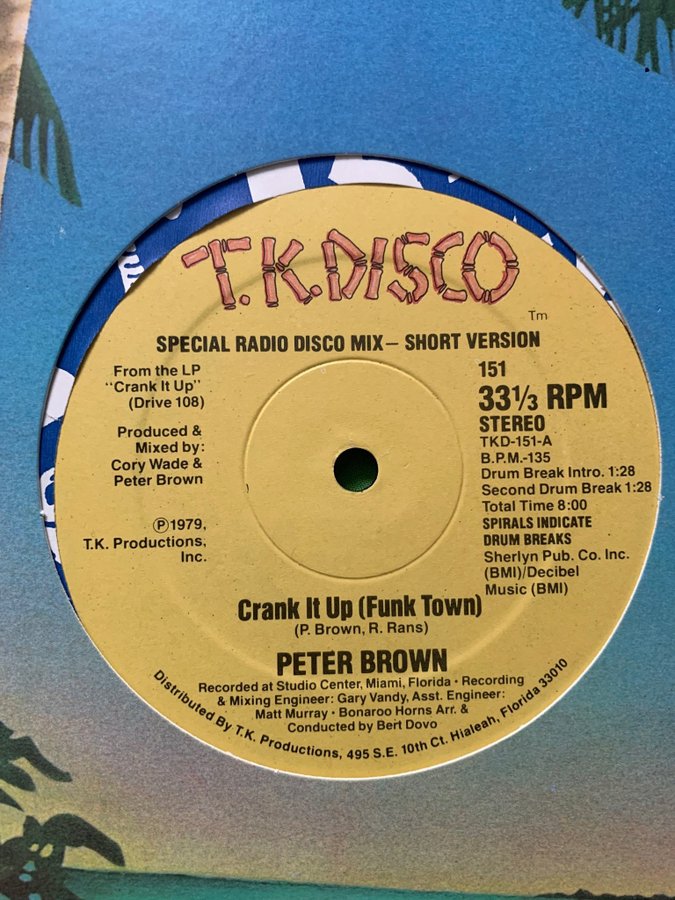 T.K.DISCO
Tm
SPECIAL RADIO DISCO MIX – SHORT VERSION
From the LP
"Crank It Up"
(Drive 108)
Produced &
Mixed by:
Cory Wade &
Peter Brown
℗1979,
T.K. Productions,
Inc.
151
33 1/3 RPM
STEREO
TKD-151-A
B.P.M.-135
Drum Break Intro. 1:28
Second Drum Break 1:28
Total Time 8:00
SPIRALS INDICATE
DRUM BREAKS
Sherlyn Pub. Co. Inc.
(BMI)/Decibel
Music (BMI)
Crank It Up (Funk Town)
(P. Brown, R. Rans)
PETER BROWN
Recorded at Studio Center, Miami, Florida • Recording
& Mixing Engineer: Gary Vandy, Asst. Engineer:
Matt Murray • Bonaroo Horns Arr. &
Conducted by Bert Dovo
Distributed By T.K. Productions, 495 S.E. 10th Ct. Hialeah, Florida 33010